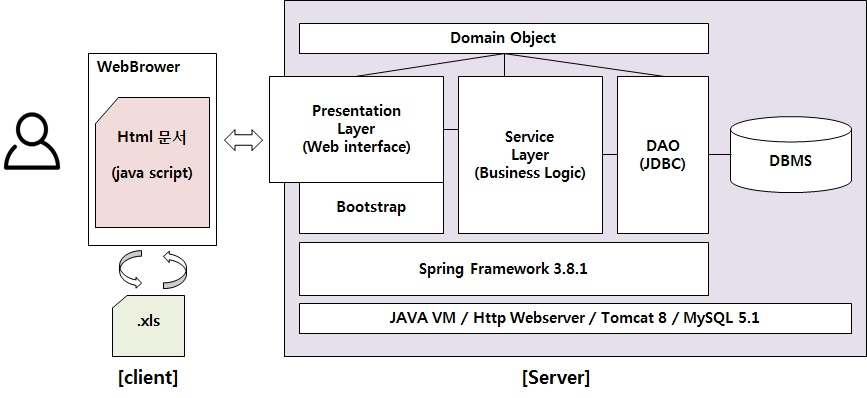 Domain Object
WebBrower
Html 문서
(java script)
Presentation
Layer
(Web interface)
Bootstrap
Service
Layer
(Business Logic)
DAO
(JDBC)
DBMS
Spring Framework 3.8.1
.xls
JAVA VM / Http Webserver / Tomcat 8 / MySQL 5.1
[client]
[Server]